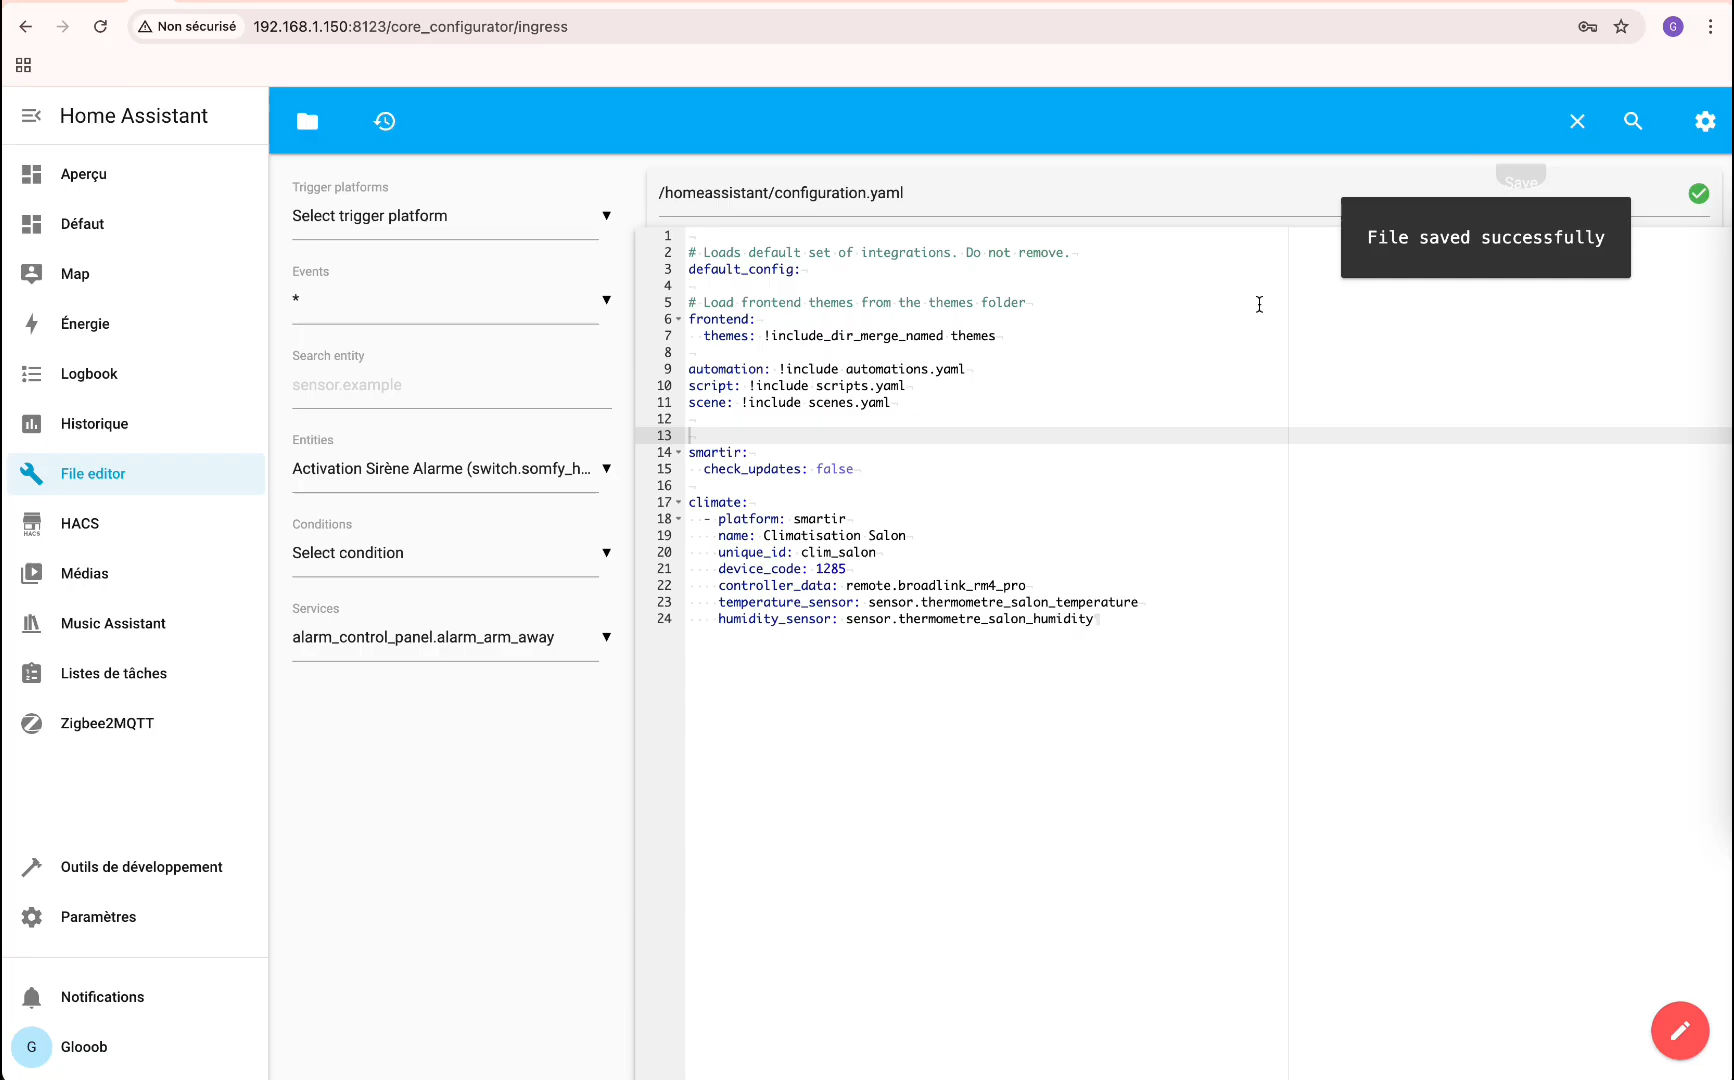 Non sécurisé
192.168.1.150:8123/core_configurator/ingress
G
Home Assistant
Aperçu
Défaut
Map
Énergie
Logbook
Historique
File editor
HACS
HACS
Médias
Music Assistant
Listes de tâches
Zigbee2MQTT
Outils de développement
Paramètres
Notifications
G
Glooob
Trigger platforms
Select trigger platform
Events
*
Search entity
sensor.example
Entities
Activation Sirène Alarme (switch.somfy_h...
Conditions
Select condition
Services
alarm_control_panel.alarm_arm_away
/homeassistant/configuration.yaml
Save
File saved successfully
1
2 # Loads default set of integrations. Do not remove.
3 default_config:
4
5 # Load frontend themes from the themes folder
6 frontend:
7   themes: !include_dir_merge_named themes
8
9 automation: !include automations.yaml
10 script: !include scripts.yaml
11 scene: !include scenes.yaml
12
13
14 smartir:
15   check_updates: false
16
17 climate:
18   - platform: smartir
19     name: Climatisation Salon
20     unique_id: clim_salon
21     device_code: 1285
22     controller_data: remote.broadlink_rm4_pro
23     temperature_sensor: sensor.thermometre_salon_temperature
24     humidity_sensor: sensor.thermometre_salon_humidity